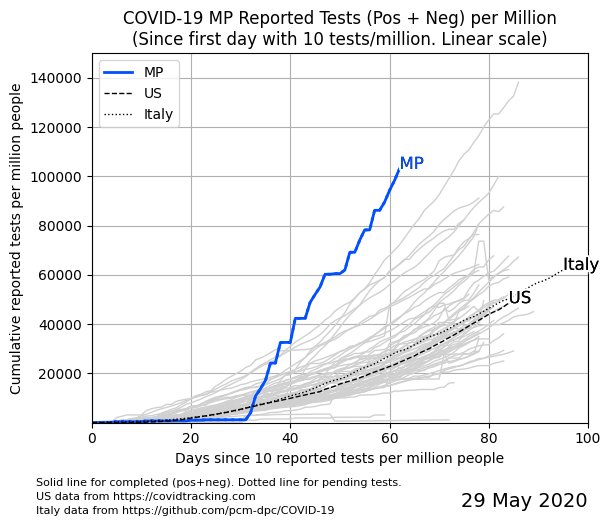 COVID-19 MP Reported Tests (Pos + Neg) per Million
(Since first day with 10 tests/million. Linear scale)
Cumulative reported tests per million people
140000
120000
100000
80000
60000
40000
20000
MP
US
Italy
MP
Italy
US
0 20 40 60 80 100
Days since 10 reported tests per million people
Solid line for completed (pos+neg). Dotted line for pending tests.
US data from https://covidtracking.com
Italy data from https://github.com/pcm-dpc/COVID-19
29 May 2020